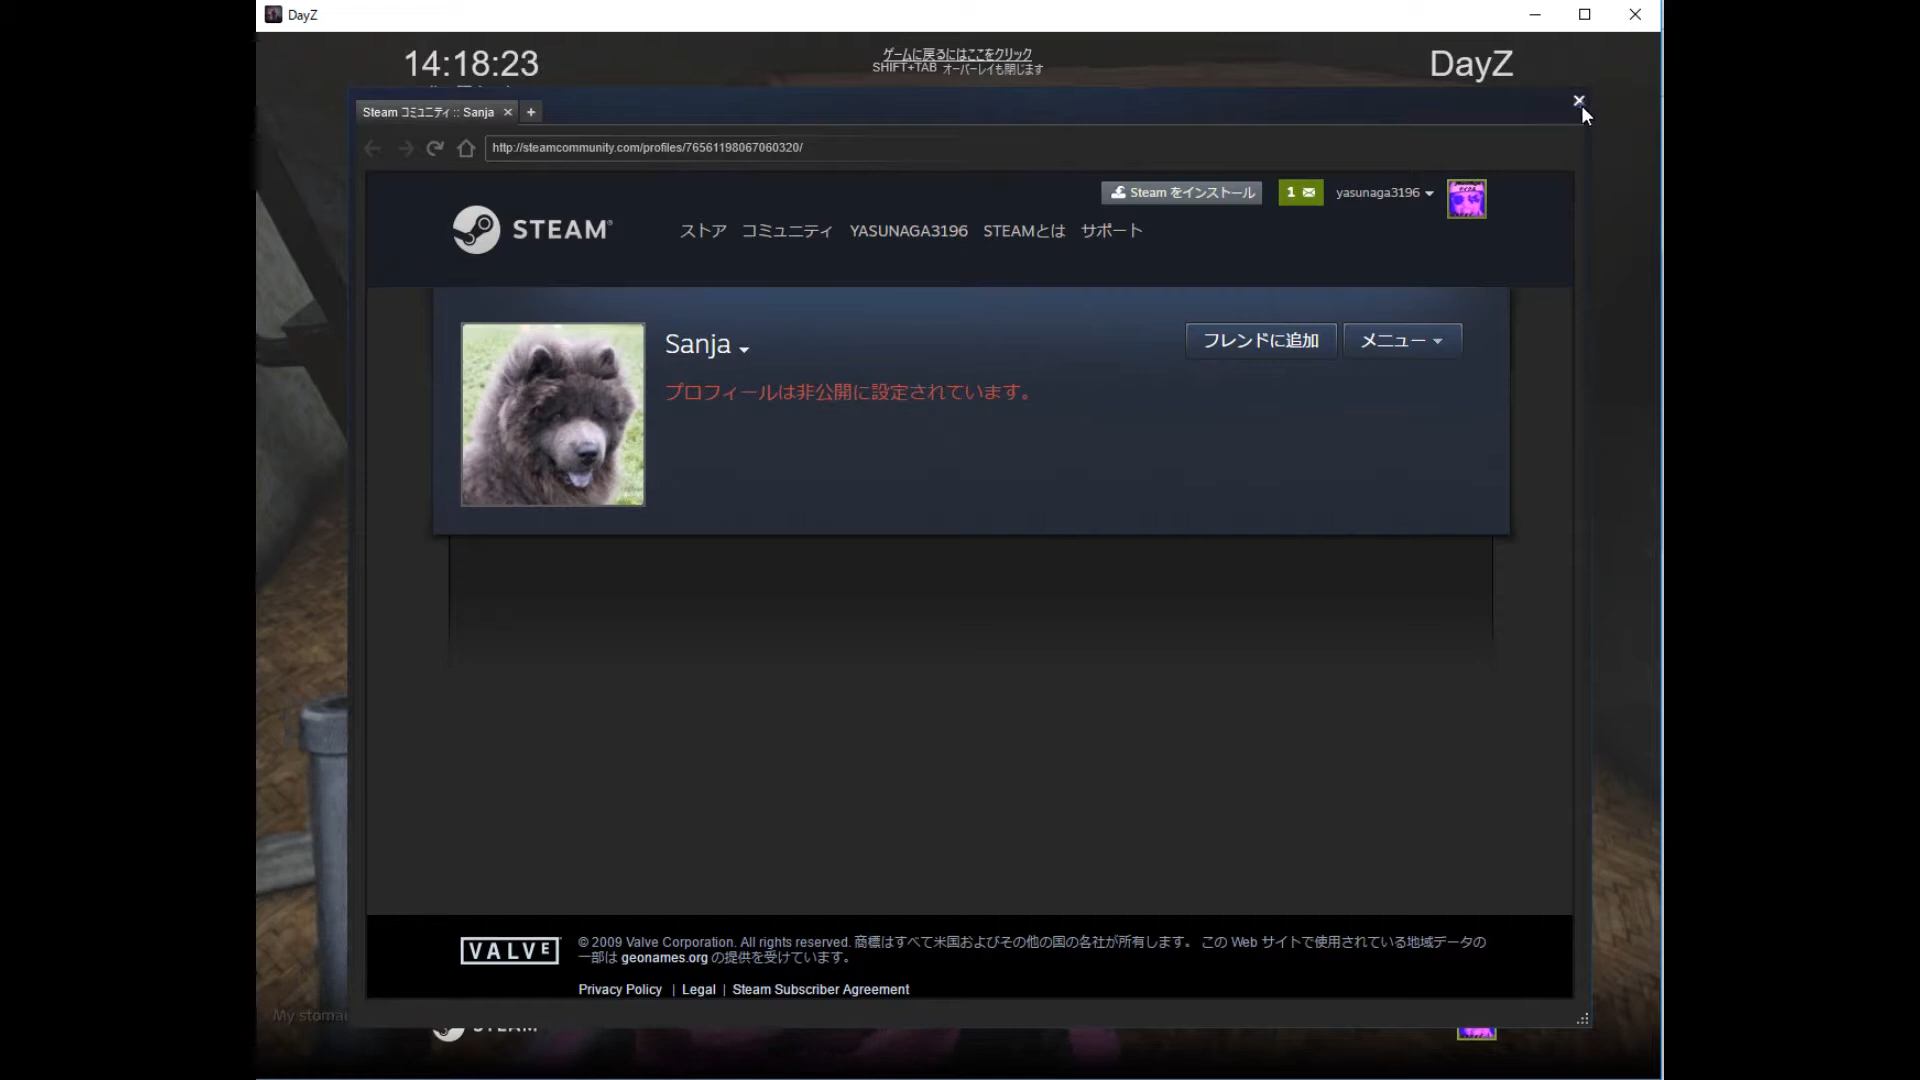 DayZ
14:18:23
ゲームに戻るにはここをクリック
SHIFT+TAB オーバーレイも閉じます
DayZ
Steam コミュニティ :: Sanja
http://steamcommunity.com/profiles/76561198067060320/
Steam をインストール
1
yasunaga3196
STEAM®
ストア コミュニティ YASUNAGA3196 STEAMとは サポート
Sanja
フレンドに追加
メニュー
プロフィールは非公開に設定されています。
VALVE
© 2009 Valve Corporation. All rights reserved. 商標はすべて米国およびその他の国の各社が所有します。 この Web サイトで使用されている地域データの
一部は geonames.org の提供を受けています。
Privacy Policy | Legal | Steam Subscriber Agreement
My
STEAM